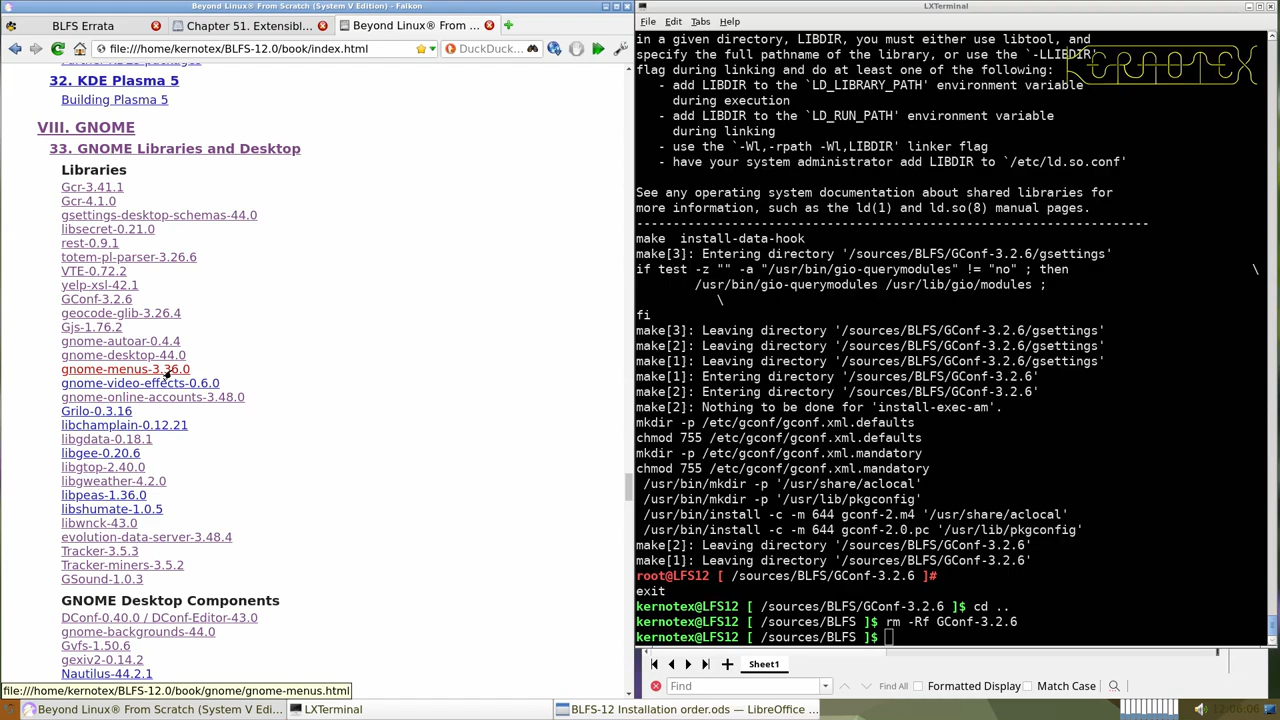 Beyond Linux® From Scratch (System V Edition) - Falkon
BLFS Errata
Chapter 51. Extensibl...
Beyond Linux® From ...
file:///home/kernotex/BLFS-12.0/book/index.html
DuckDuck...
Further KDE5 packages
32. KDE Plasma 5
Building Plasma 5
VIII. GNOME
33. GNOME Libraries and Desktop
Libraries
Gcr-3.41.1
Gcr-4.1.0
gsettings-desktop-schemas-44.0
libsecret-0.21.0
rest-0.9.1
totem-pl-parser-3.26.6
VTE-0.72.2
yelp-xsl-42.1
GConf-3.2.6
geocode-glib-3.26.4
Gjs-1.76.2
gnome-autoar-0.4.4
gnome-desktop-44.0
gnome-menus-3.36.0
gnome-video-effects-0.6.0
gnome-online-accounts-3.48.0
Grilo-0.3.16
libchamplain-0.12.21
libgdata-0.18.1
libgee-0.20.6
libgtop-2.40.0
libgweather-4.2.0
libpeas-1.36.0
libshumate-1.0.5
libwnck-43.0
evolution-data-server-3.48.4
Tracker-3.5.3
Tracker-miners-3.5.2
GSound-1.0.3
GNOME Desktop Components
DConf-0.40.0 / DConf-Editor-43.0
gnome-backgrounds-44.0
Gvfs-1.50.6
gexiv2-0.14.2
Nautilus-44.2.1
file:///home/kernotex/BLFS-12.0/book/gnome/gnome-menus.html
LXTerminal
File Edit Tabs Help
in a given directory, LIBDIR, you must either use libtool, and
specify the full pathname of the library, or use the `-LLIBDIR'
flag during linking and do at least one of the following:
- add LIBDIR to the `LD_LIBRARY_PATH' environment variable
during execution
- add LIBDIR to the `LD_RUN_PATH' environment variable
during linking
- use the `-Wl,-rpath -Wl,LIBDIR' linker flag
- have your system administrator add LIBDIR to `/etc/ld.so.conf'
See any operating system documentation about shared libraries for
more information, such as the ld(1) and ld.so(8) manual pages.
----------------------------------------------------------------------
make  install-data-hook
make[3]: Entering directory '/sources/BLFS/GConf-3.2.6/gsettings'
if test -z "" -a "/usr/bin/gio-querymodules" != "no" ; then \
/usr/bin/gio-querymodules /usr/lib/gio/modules ;
\
fi
make[3]: Leaving directory '/sources/BLFS/GConf-3.2.6/gsettings'
make[2]: Leaving directory '/sources/BLFS/GConf-3.2.6/gsettings'
make[1]: Leaving directory '/sources/BLFS/GConf-3.2.6/gsettings'
make[1]: Entering directory '/sources/BLFS/GConf-3.2.6'
make[2]: Entering directory '/sources/BLFS/GConf-3.2.6'
make[2]: Nothing to be done for 'install-exec-am'.
mkdir -p /etc/gconf/gconf.xml.defaults
chmod 755 /etc/gconf/gconf.xml.defaults
mkdir -p /etc/gconf/gconf.xml.mandatory
chmod 755 /etc/gconf/gconf.xml.mandatory
/usr/bin/mkdir -p '/usr/share/aclocal'
/usr/bin/mkdir -p '/usr/lib/pkgconfig'
/usr/bin/install -c -m 644 gconf-2.m4 '/usr/share/aclocal'
/usr/bin/install -c -m 644 gconf-2.0.pc '/usr/lib/pkgconfig'
make[2]: Leaving directory '/sources/BLFS/GConf-3.2.6'
make[1]: Leaving directory '/sources/BLFS/GConf-3.2.6'
root@LFS12 [ /sources/BLFS/GConf-3.2.6 ]#
exit
kernotex@LFS12 [ /sources/BLFS/GConf-3.2.6 ]$ cd ..
kernotex@LFS12 [ /sources/BLFS ]$ rm -Rf GConf-3.2.6
kernotex@LFS12 [ /sources/BLFS ]$
KERNOTEX
Sheet1
Find
Find All
Formatted Display
Match Case
Beyond Linux® From Scratch (System V Edi...
LXTerminal
BLFS-12 Installation order.ods — LibreOffice ...
12:06:06